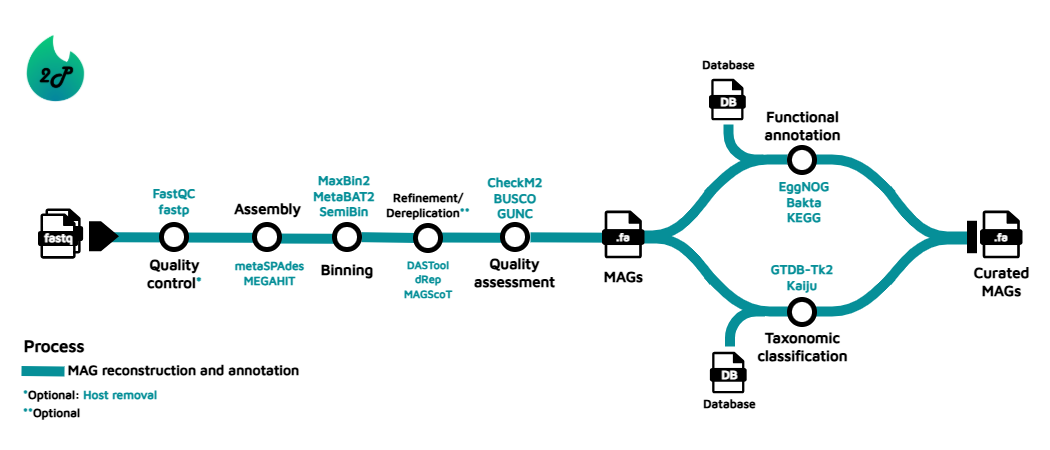 2P
Database
DB
Functional
annotation
EggNOG
Bakta
KEGG
FastQC
fastp
Quality
control*
Assembly
metaSPAdes
MEGAHIT
MaxBin2
MetaBAT2
SemiBin
Binning
Refinement/
Dereplication**
DASTool
dRep
MAGScoT
CheckM2
BUSCO
GUNC
Quality
assessment
fastq
.fa
MAGs
.fa
Curated
MAGs
GTDB-Tk2
Kaiju
Taxonomic
classification
DB
Database
Process
MAG reconstruction and annotation
*Optional: Host removal
**Optional